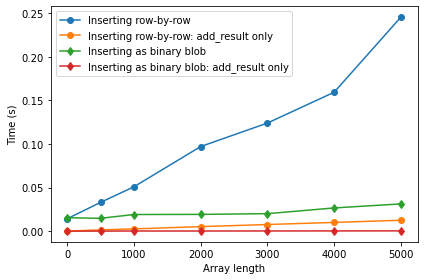 0.25
0.20
0.15
0.10
0.05
0.00
Time (s)
Inserting row-by-row
Inserting row-by-row: add_result only
Inserting as binary blob
Inserting as binary blob: add_result only
0 1000 2000 3000 4000 5000
Array length